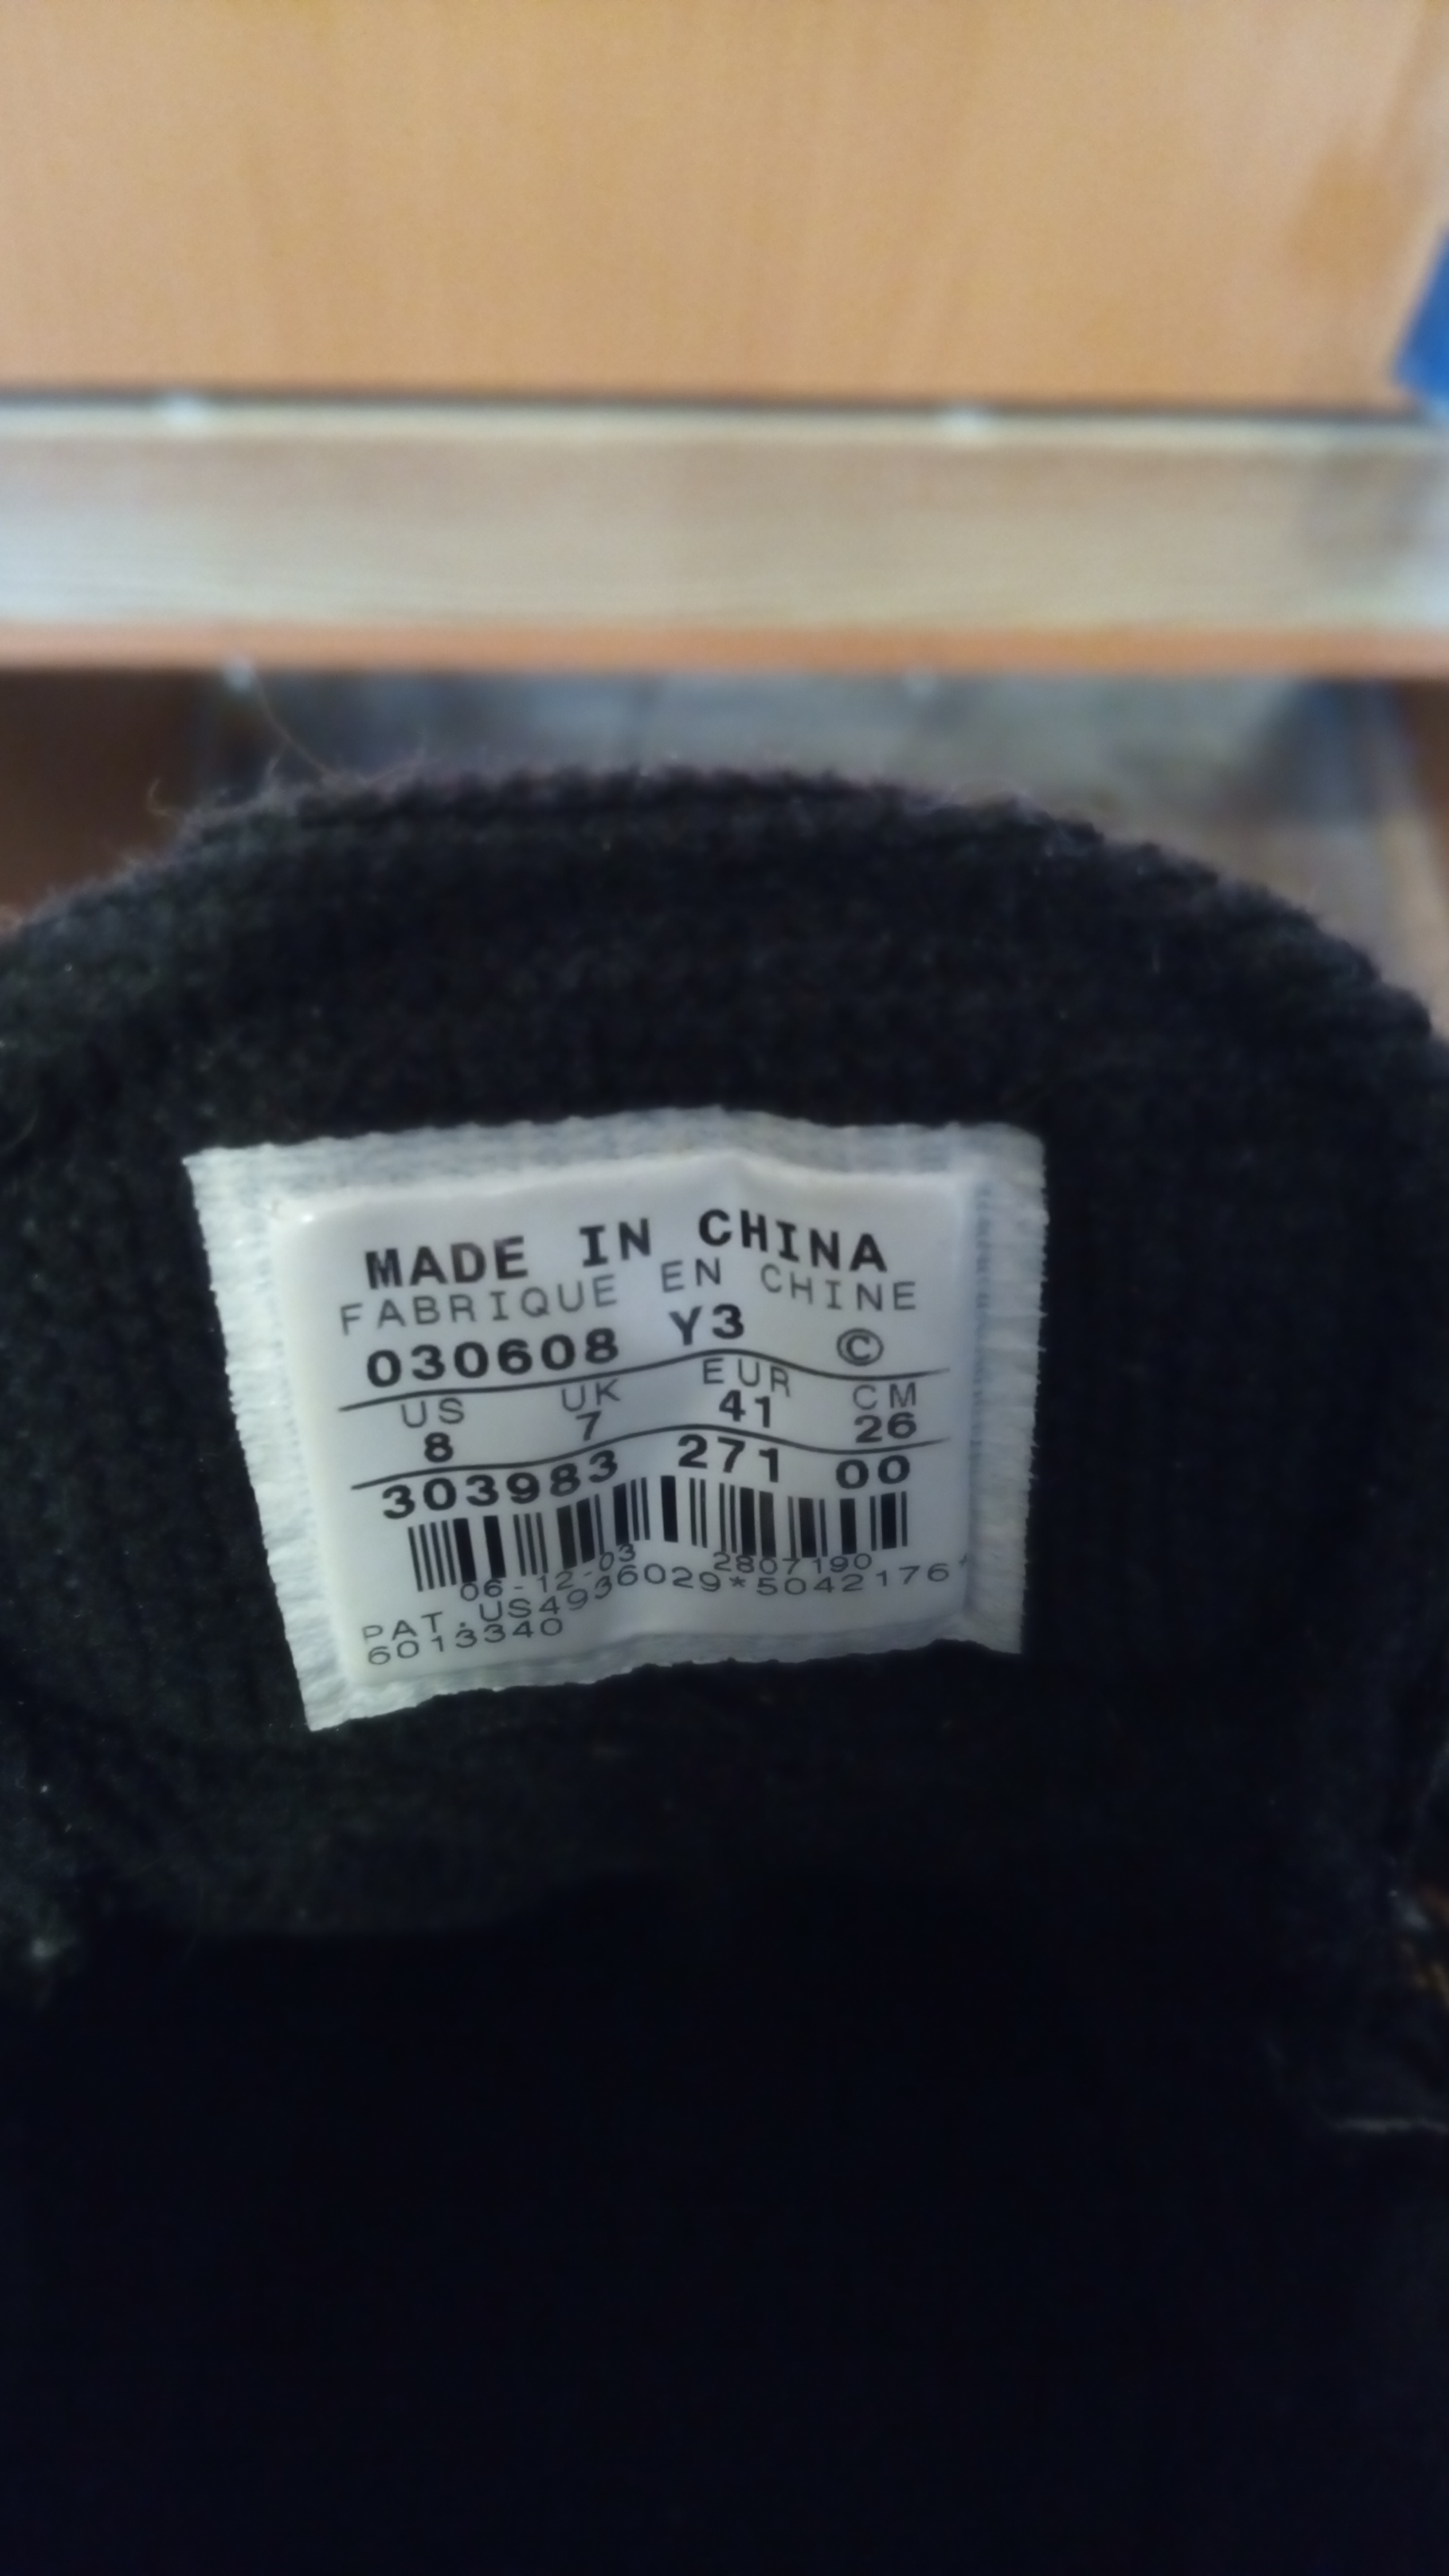 MADE IN CHINA
FABRIQUE EN CHINE
030608 Y3 ©
US UK EUR CM
8 7 41 26
303983 271 00
06-12-03 2807190
PAT.US4936029*5042176*
6013340